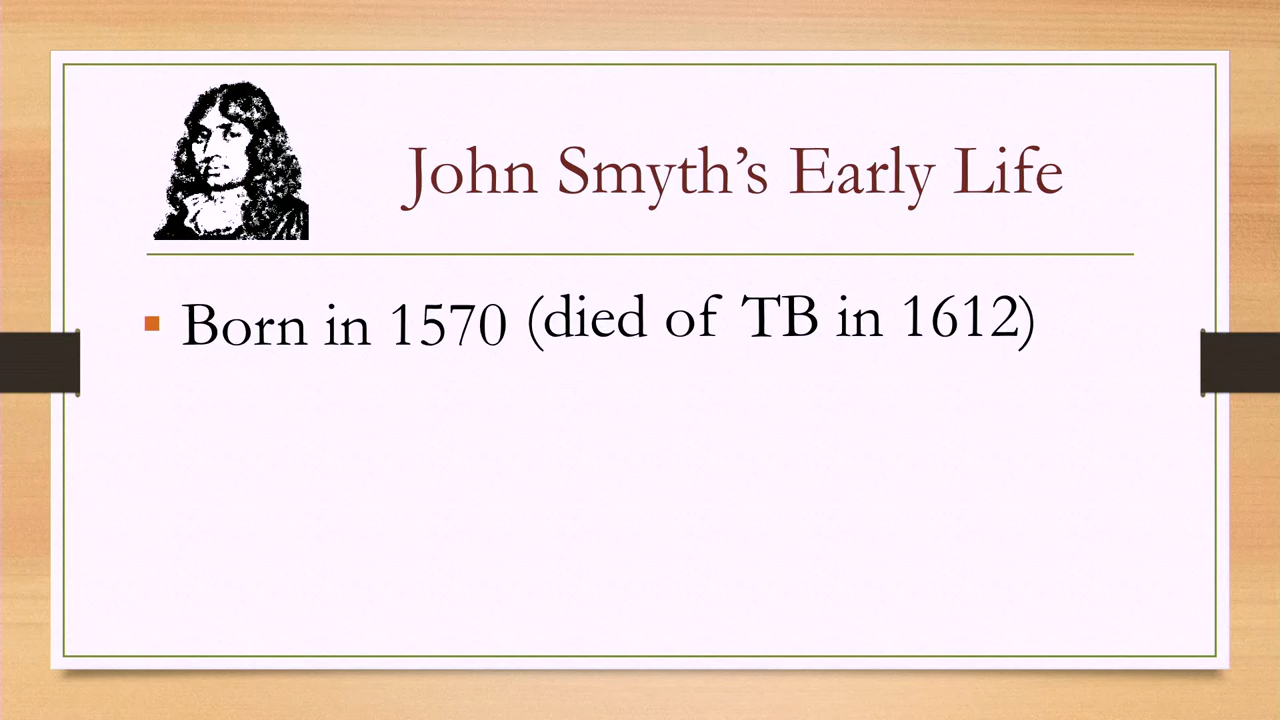 John Smyth’s Early Life
Born in 1570 (died of TB in 1612)